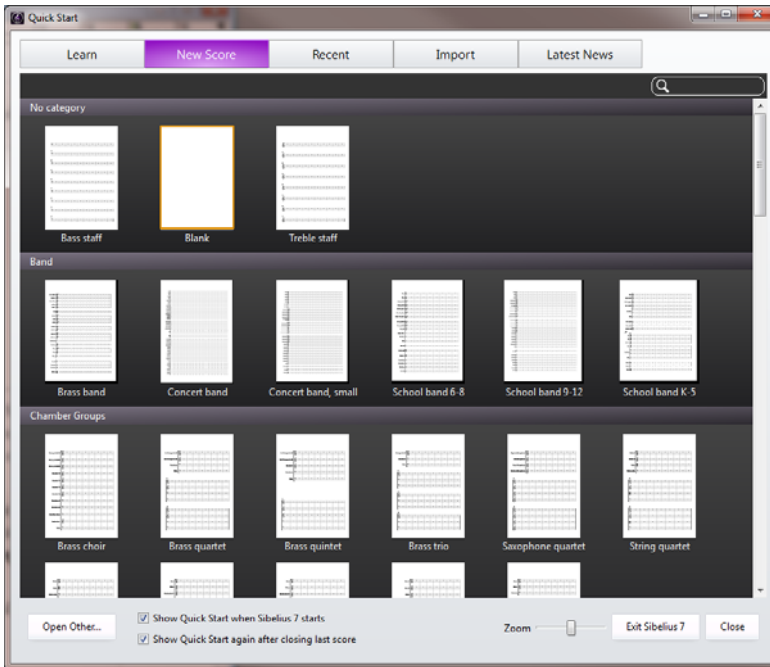 Quick Start
Learn New Score Recent Import Latest News
No category
Bass staff Blank Treble staff
Band
Brass band Concert band Concert band, small School band 6-8 School band 9-12 School band K-5
Chamber Groups
Brass choir Brass quartet Brass quintet Brass trio Saxophone quartet String quartet
Open Other...
Show Quick Start when Sibelius 7 starts
Show Quick Start again after closing last score
Zoom
Exit Sibelius 7
Close